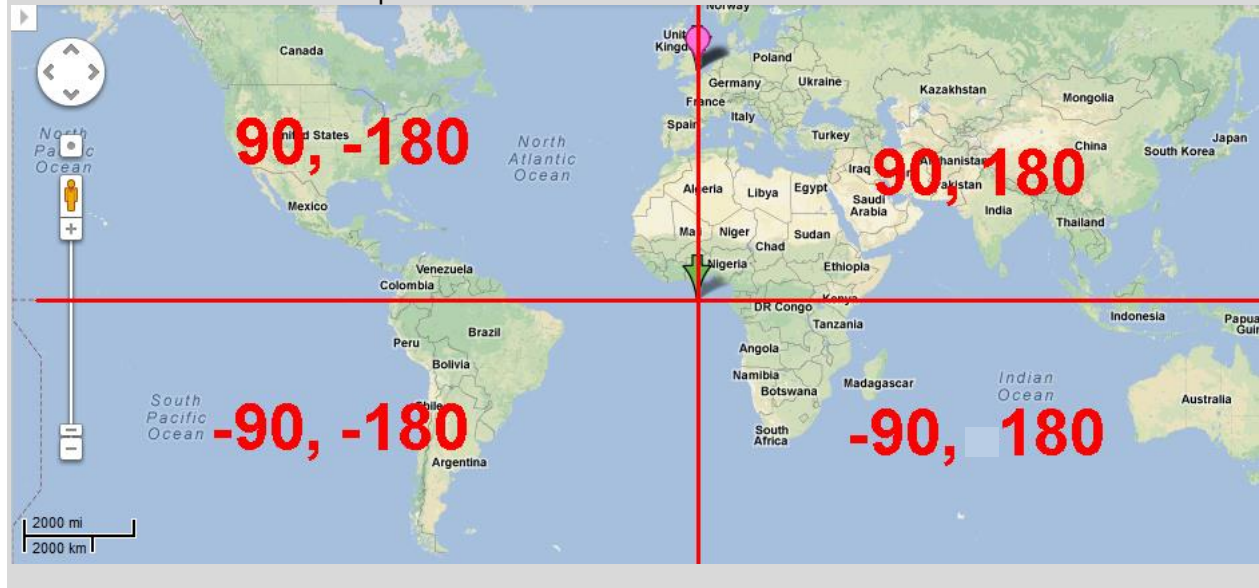 Norway
Canada
United
Kingdom
Poland
Germany
Ukraine
France
Kazakhstan
Mongolia
Italy
Spain
Turkey
North
Pacific
Ocean
United States
90, -180
North
Atlantic
Ocean
China
Japan
South Korea
Iraq
Afghanistan
Pakistan
90, 180
Algeria
Libya
Egypt
Saudi
Arabia
India
Mexico
Thailand
Mali
Niger
Chad
Sudan
Nigeria
Ethiopia
Venezuela
Colombia
Kenya
DR Congo
Indonesia
Papua
Tanzania
Brazil
Peru
Bolivia
Angola
Namibia
Botswana
Madagascar
Indian
Ocean
Australia
South
Pacific
Ocean
Chile
-90, -180
-90, 180
South
Africa
Argentina
2000 mi
2000 km